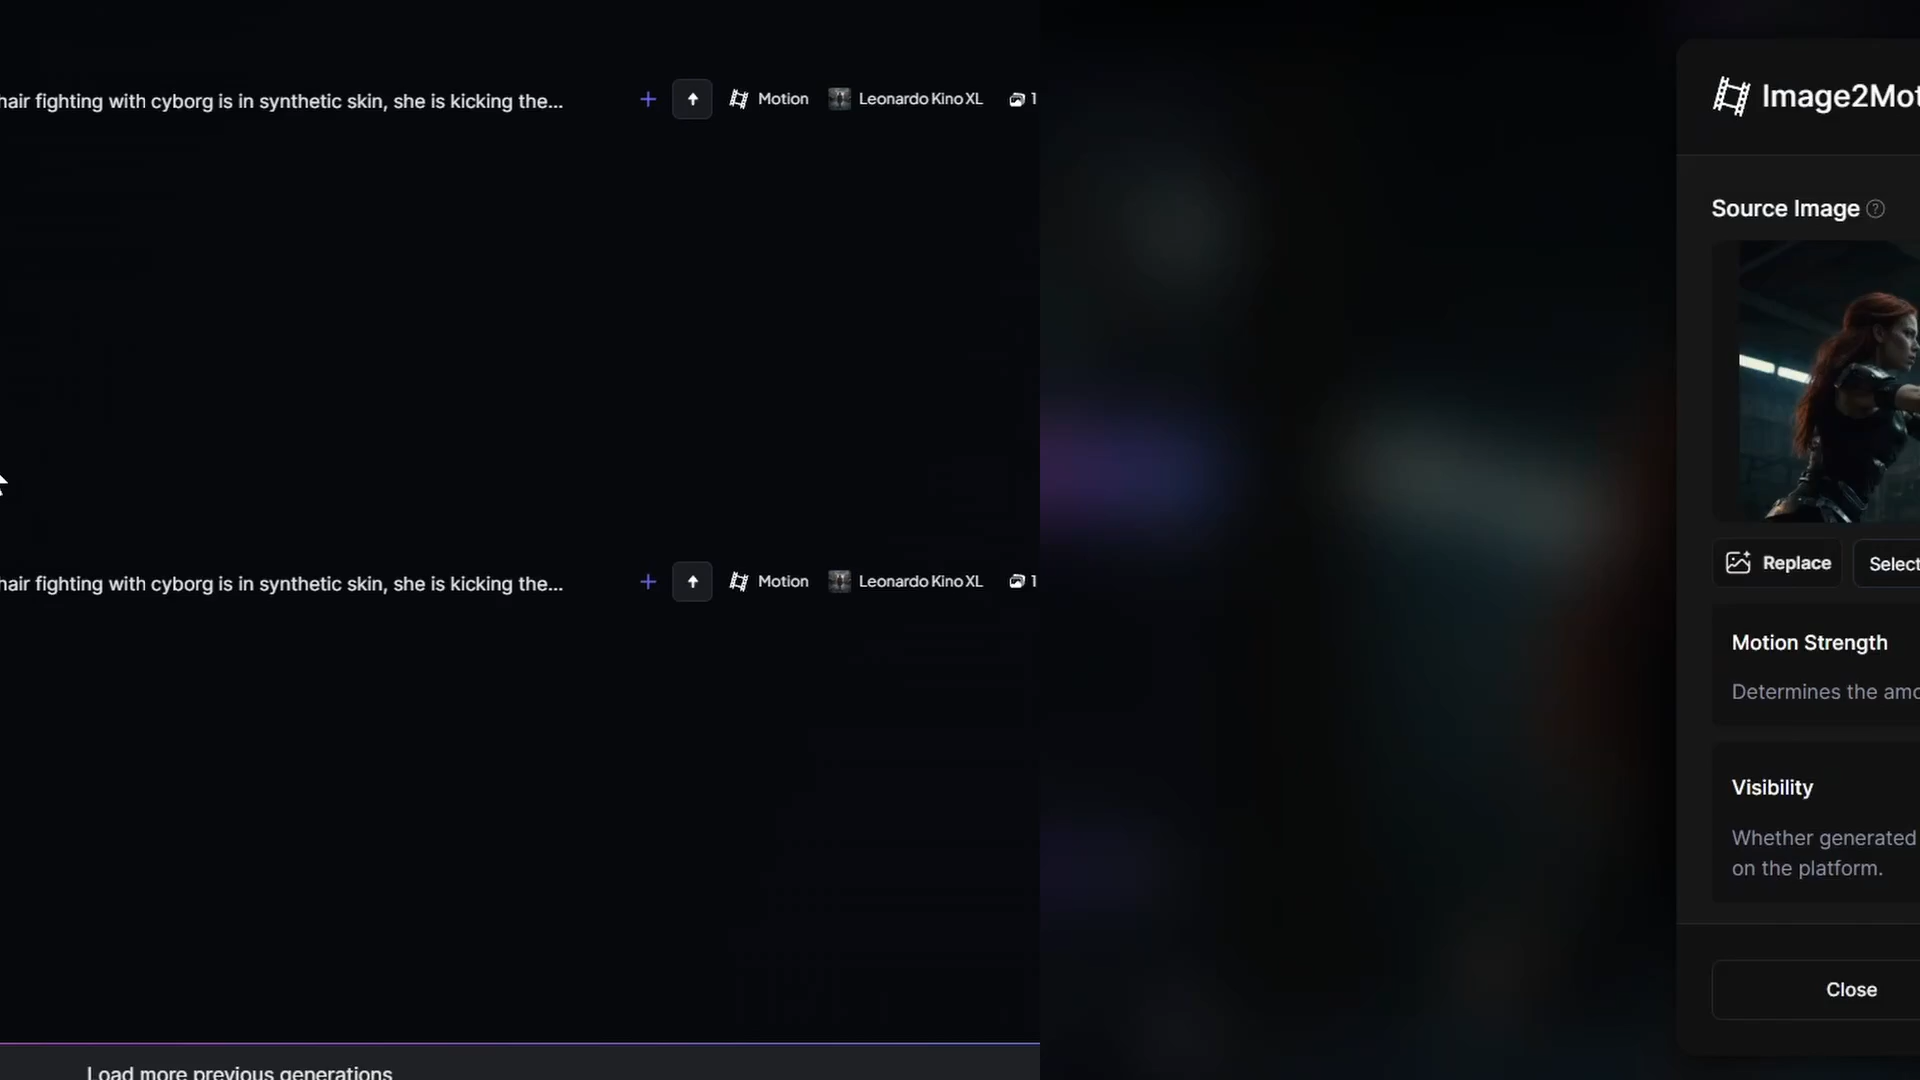 hair fighting with cyborg is in synthetic skin, she is kicking the...
Motion
Leonardo Kino XL
1
hair fighting with cyborg is in synthetic skin, she is kicking the...
Motion
Leonardo Kino XL
1
Load more previous generations
Image2Mot
Source Image
Replace
Select
Motion Strength
Determines the amo
Visibility
Whether generated
on the platform.
Close